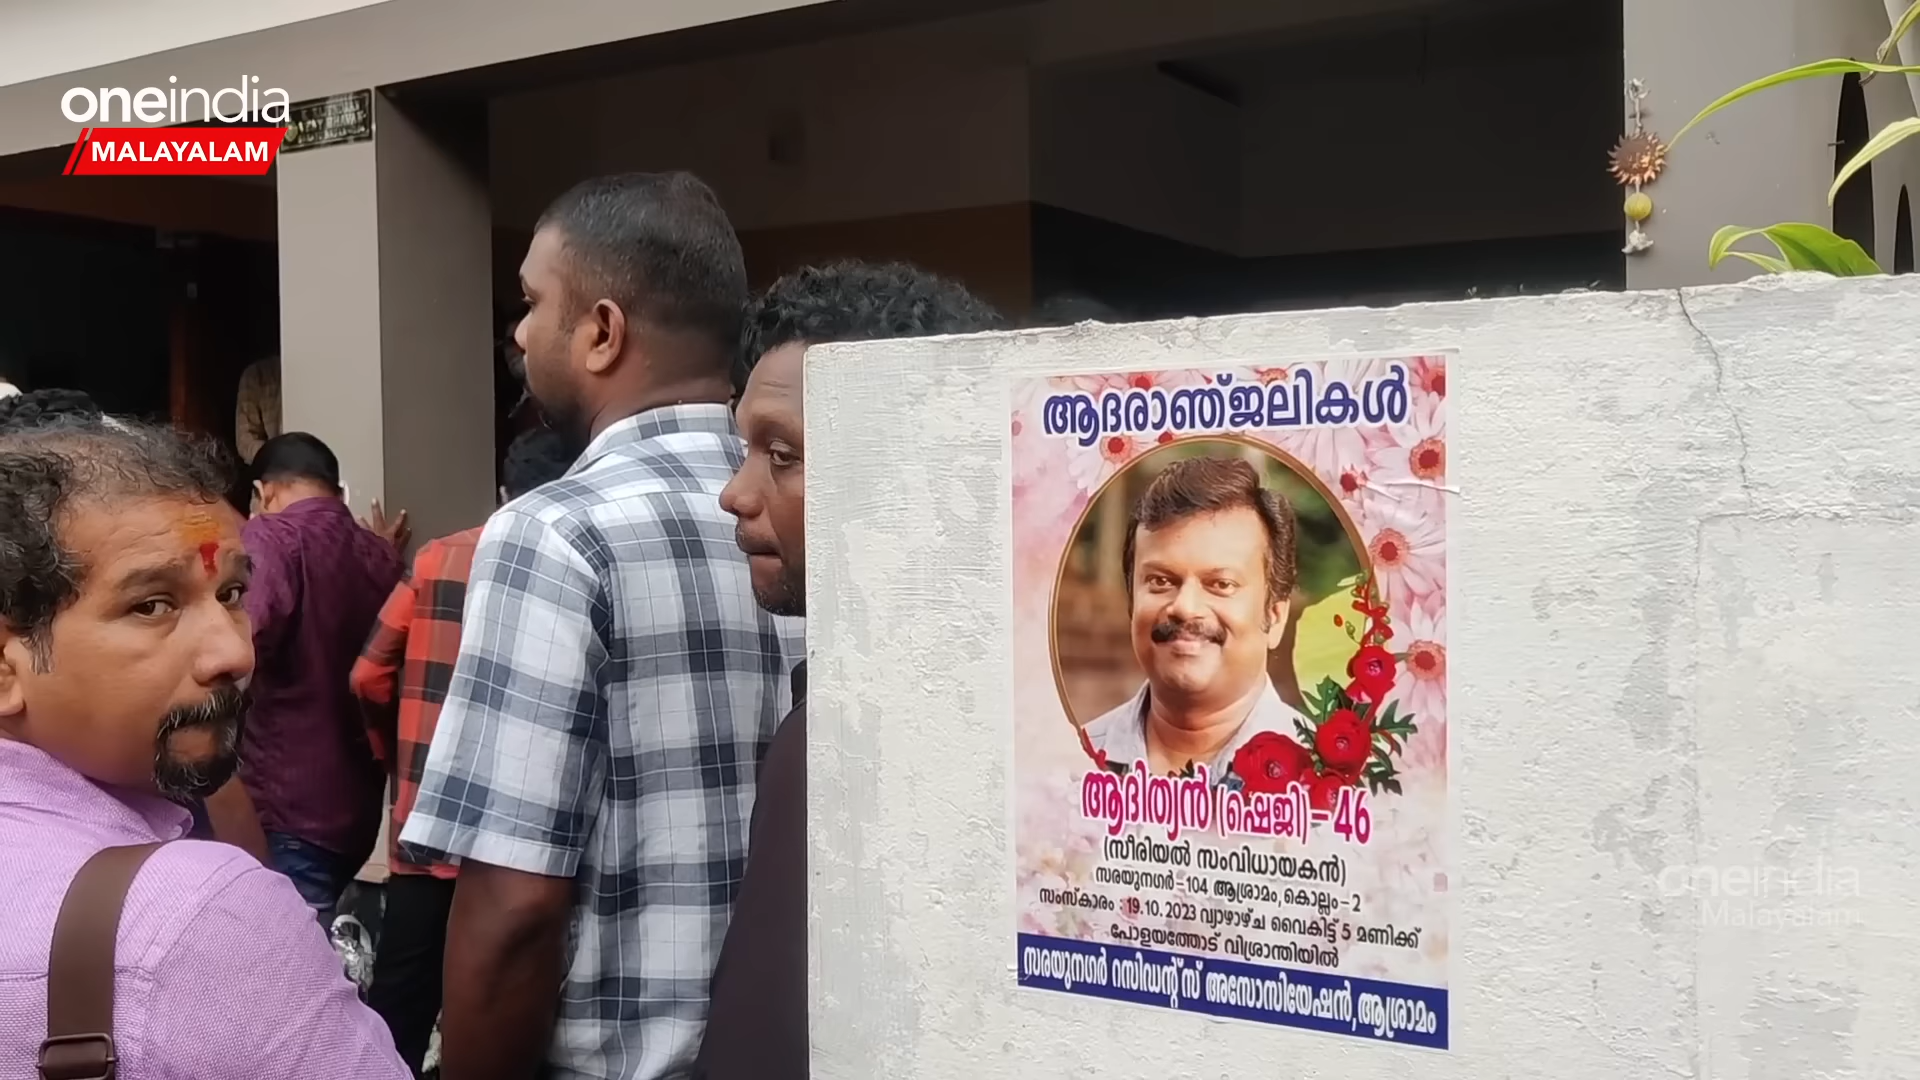 oneindia
MALAYALAM
ആദരാഞ്ജലികൾ
ആദിത്യൻ (ഷെജി)-46
(സീരിയൽ സംവിധായകൻ)
സരയുനഗർ-104 ആശ്രാമം, കൊല്ലം-2
സംസ്കാരം : 19.10.2023 വ്യാഴാഴ്ച വൈകിട്ട് 5 മണിക്ക്
പോളയത്തോട് വിശ്രാന്തിയിൽ
സരയുനഗർ റസിഡന്റ്സ് അസോസിയേഷൻ, ആശ്രാമം
oneindia
Malayalam